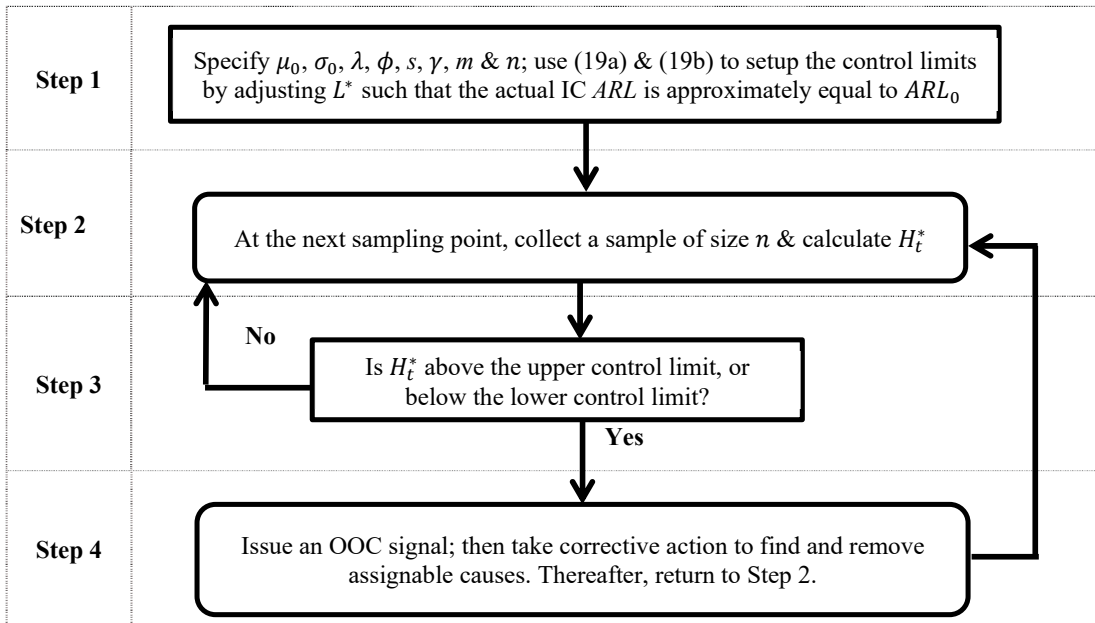 Step 1
Specify 𝜇₀, 𝜎₀, 𝜆, 𝜙, 𝑠, 𝛾, 𝑚 & 𝑛; use (19a) & (19b) to setup the control limits
by adjusting 𝐿* such that the actual IC 𝐴𝑅𝐿 is approximately equal to 𝐴𝑅𝐿₀
Step 2
At the next sampling point, collect a sample of size 𝑛 & calculate 𝐻ₜ*
No
Step 3
Is 𝐻ₜ* above the upper control limit, or
below the lower control limit?
Yes
Step 4
Issue an OOC signal; then take corrective action to find and remove
assignable causes. Thereafter, return to Step 2.